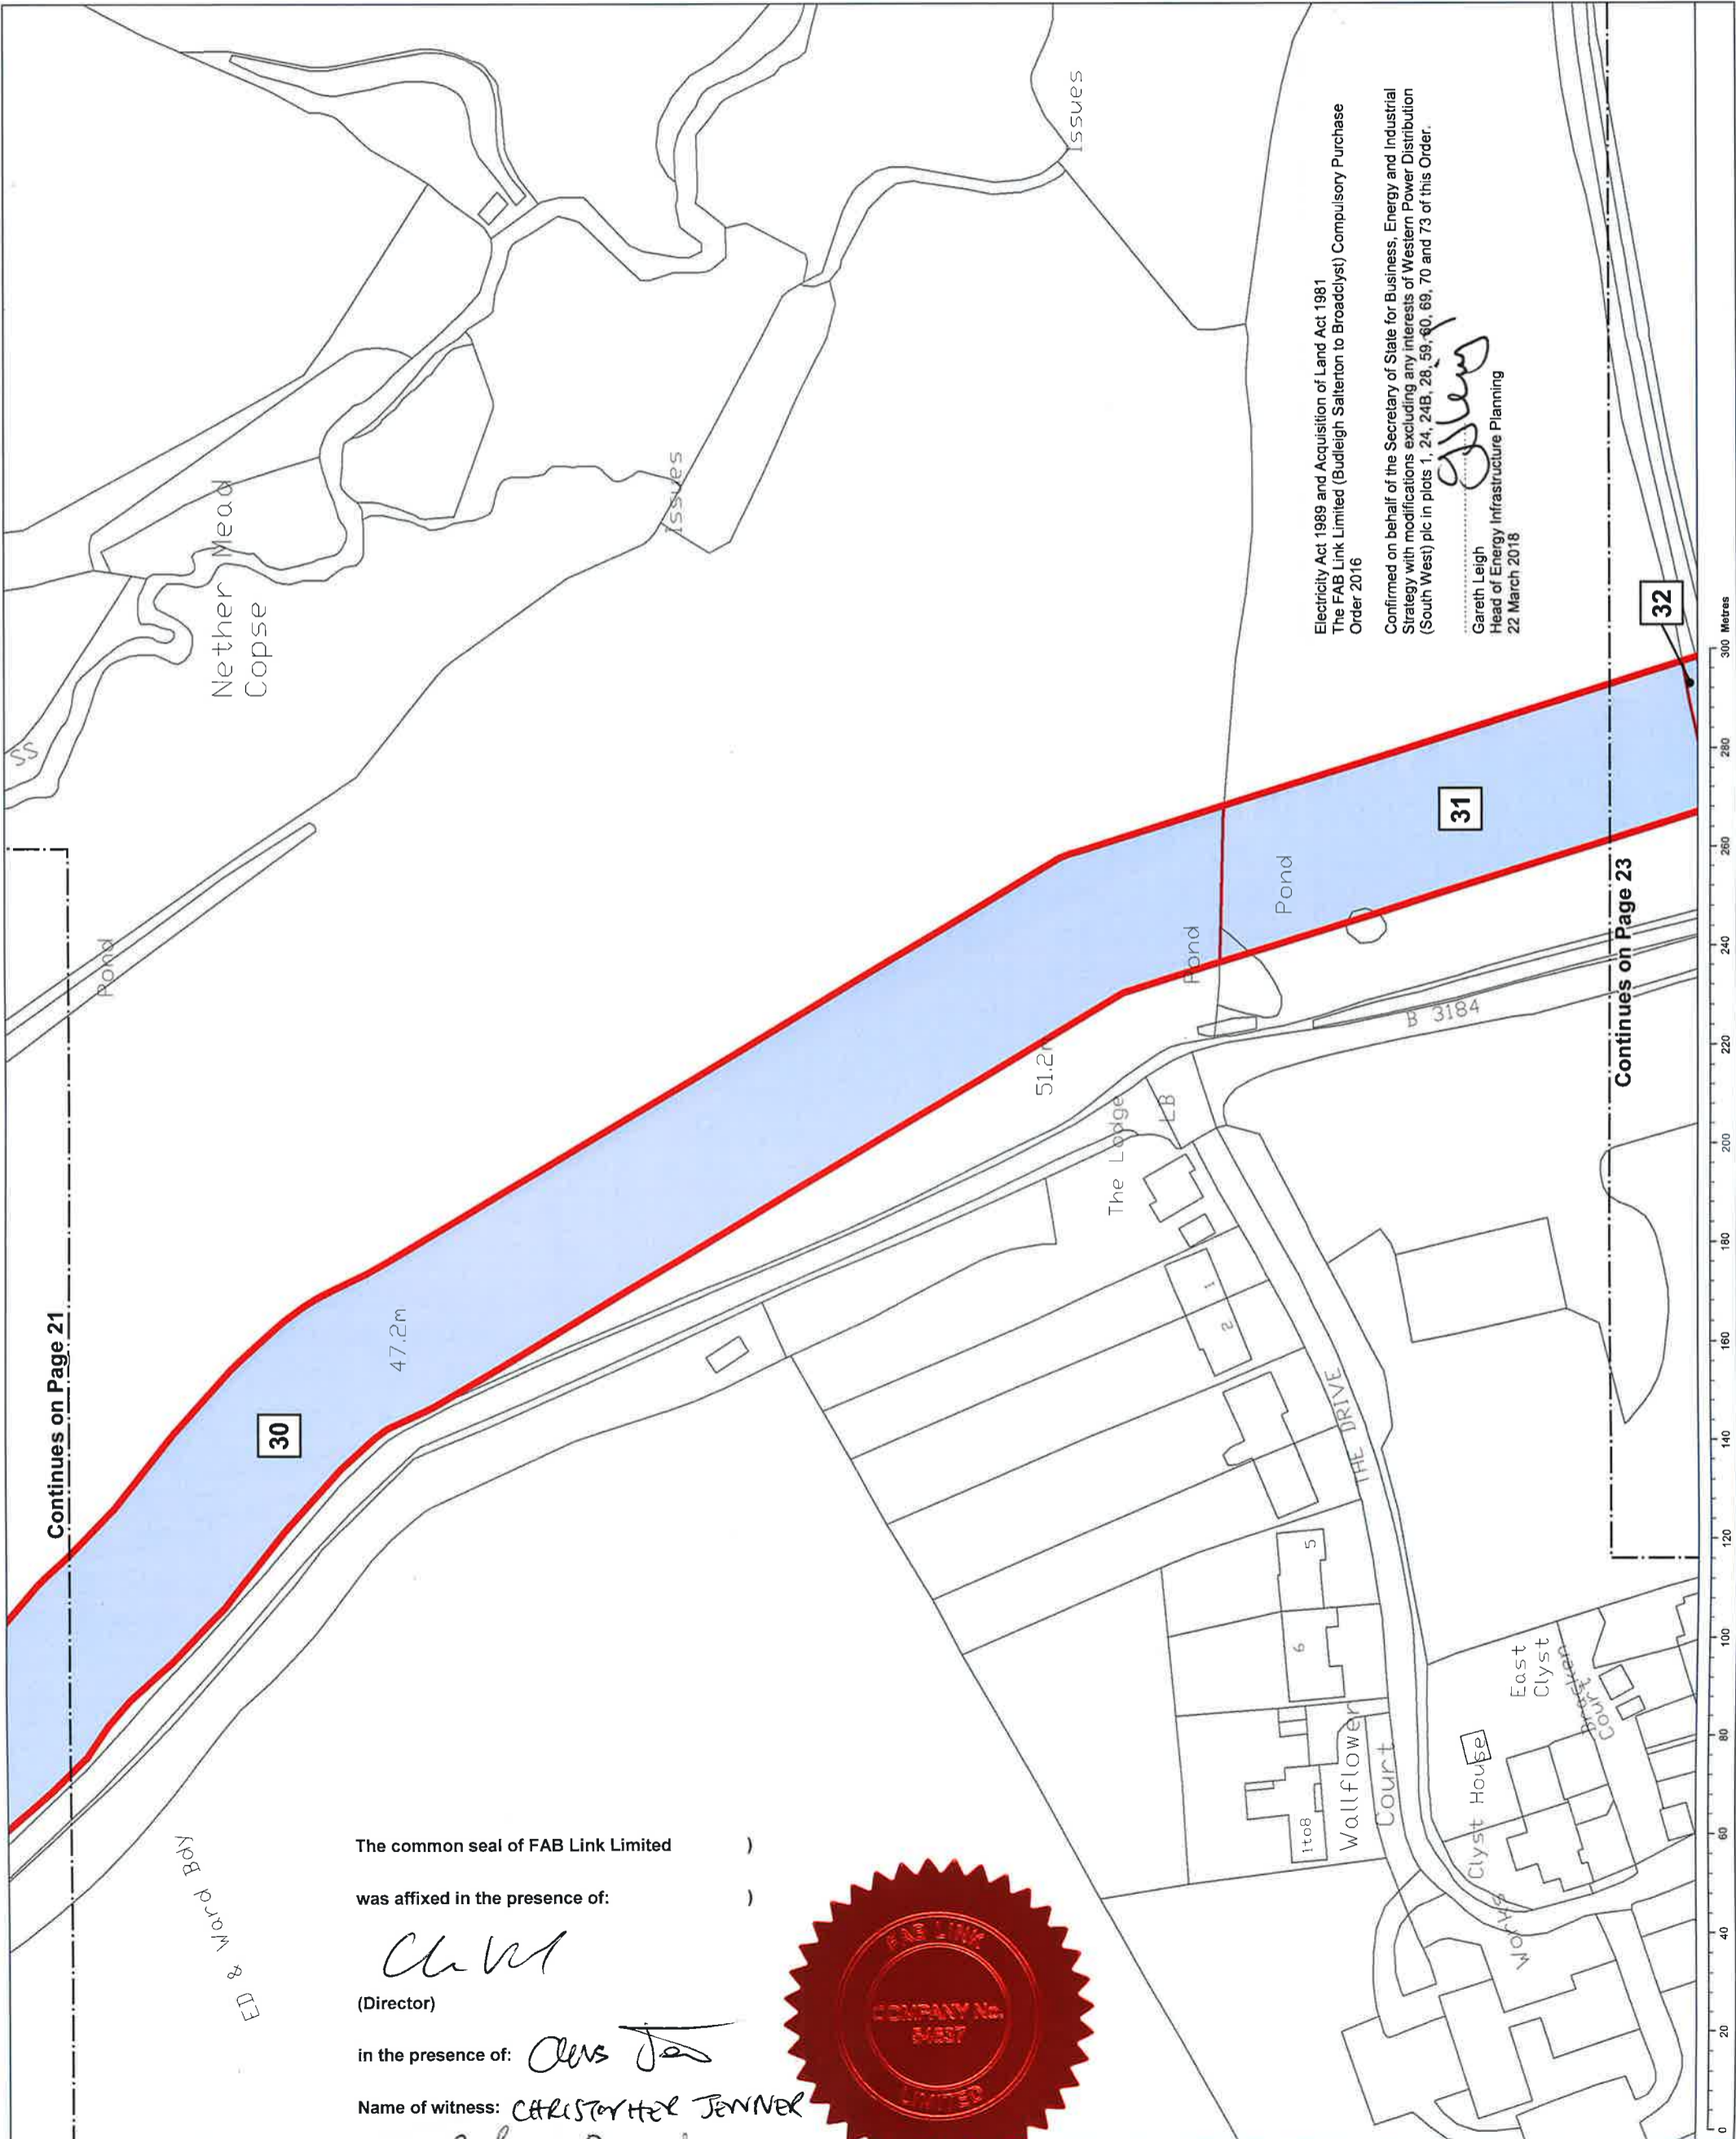 Continues on Page 21
30
31
32
Continues on Page 23
Pond
SS
Nether Mead
Copse
Issues
Issues
47.2m
51.2m
Pond
Pond
B 3184
The Lodge
LB
THE DRIVE
1
2
5
6
1to8
Wallflower
Court
Clyst House
East
Clyst
Court
Works
ED & Ward Bdy
Electricity Act 1989 and Acquisition of Land Act 1981
The FAB Link Limited (Budleigh Salterton to Broadclyst) Compulsory Purchase
Order 2016
Confirmed on behalf of the Secretary of State for Business, Energy and Industrial
Strategy with modifications excluding any interests of Western Power Distribution
(South West) plc in plots 1, 24, 24B, 28, 59, 60, 69, 70 and 73 of this Order.
Gareth Leigh
Head of Energy Infrastructure Planning
22 March 2018
The common seal of FAB Link Limited )
was affixed in the presence of: )
(Director)
in the presence of:
Name of witness: CHRISTOPHER JENNER
FAB LINK
COMPANY No.
54837
LIMITED
0 20 40 60 80 100 120 140 160 180 200 220 240 260 280 300 Metres